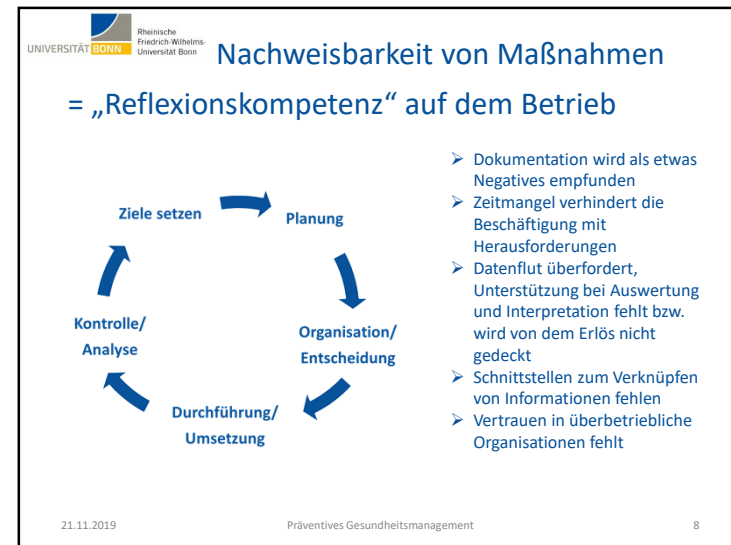 UNIVERSITÄT BONN
Rheinische
Friedrich-Wilhelms-
Universität Bonn
Nachweisbarkeit von Maßnahmen
= „Reflexionskompetenz“ auf dem Betrieb
Ziele setzen
Planung
Organisation/
Entscheidung
Durchführung/
Umsetzung
Kontrolle/
Analyse
➢ Dokumentation wird als etwas
Negatives empfunden
➢ Zeitmangel verhindert die
Beschäftigung mit
Herausforderungen
➢ Datenflut überfordert,
Unterstützung bei Auswertung
und Interpretation fehlt bzw.
wird von dem Erlös nicht
gedeckt
➢ Schnittstellen zum Verknüpfen
von Informationen fehlen
➢ Vertrauen in überbetriebliche
Organisationen fehlt
21.11.2019
Präventives Gesundheitsmanagement
8